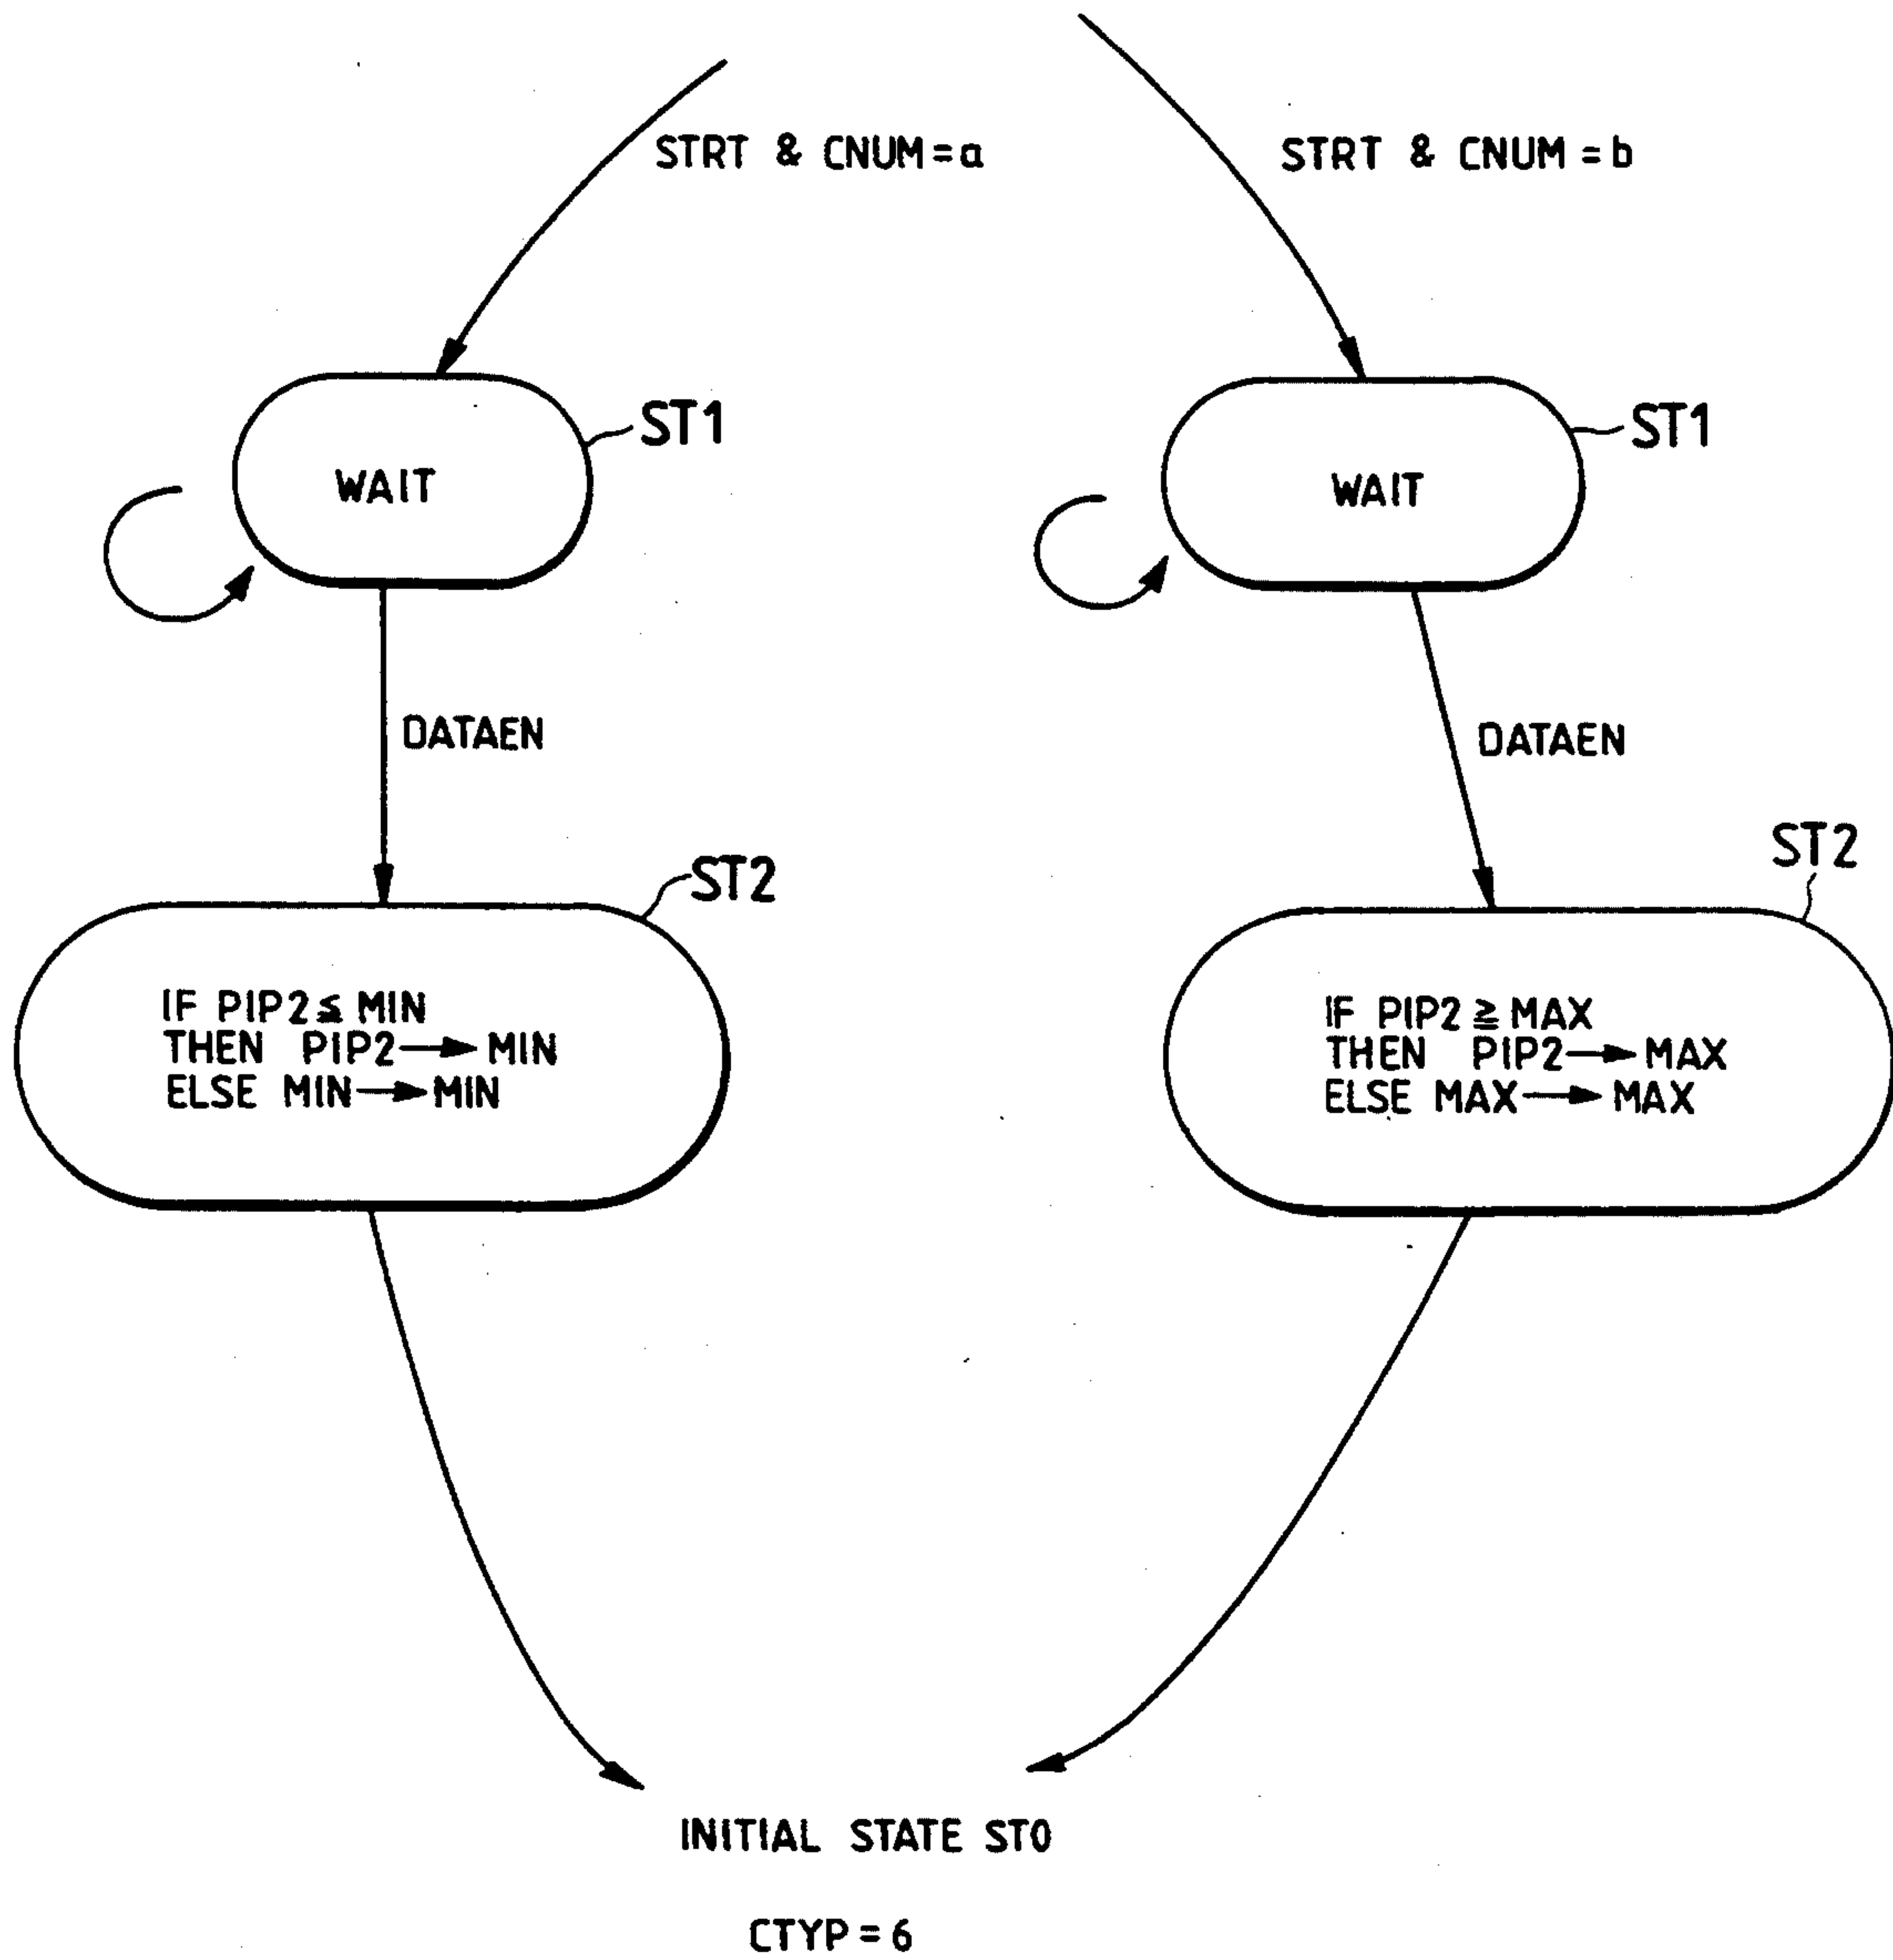 STRT & CNUM=a
STRT & CNUM=b
ST1
WAIT
ST1
WAIT
DATAEN
DATAEN
ST2
IF PIP2≦MIN
THEN PIP2→MIN
ELSE MIN→MIN
ST2
IF PIP2≧MAX
THEN PIP2→MAX
ELSE MAX→MAX
INITIAL STATE ST0
CTYP=6